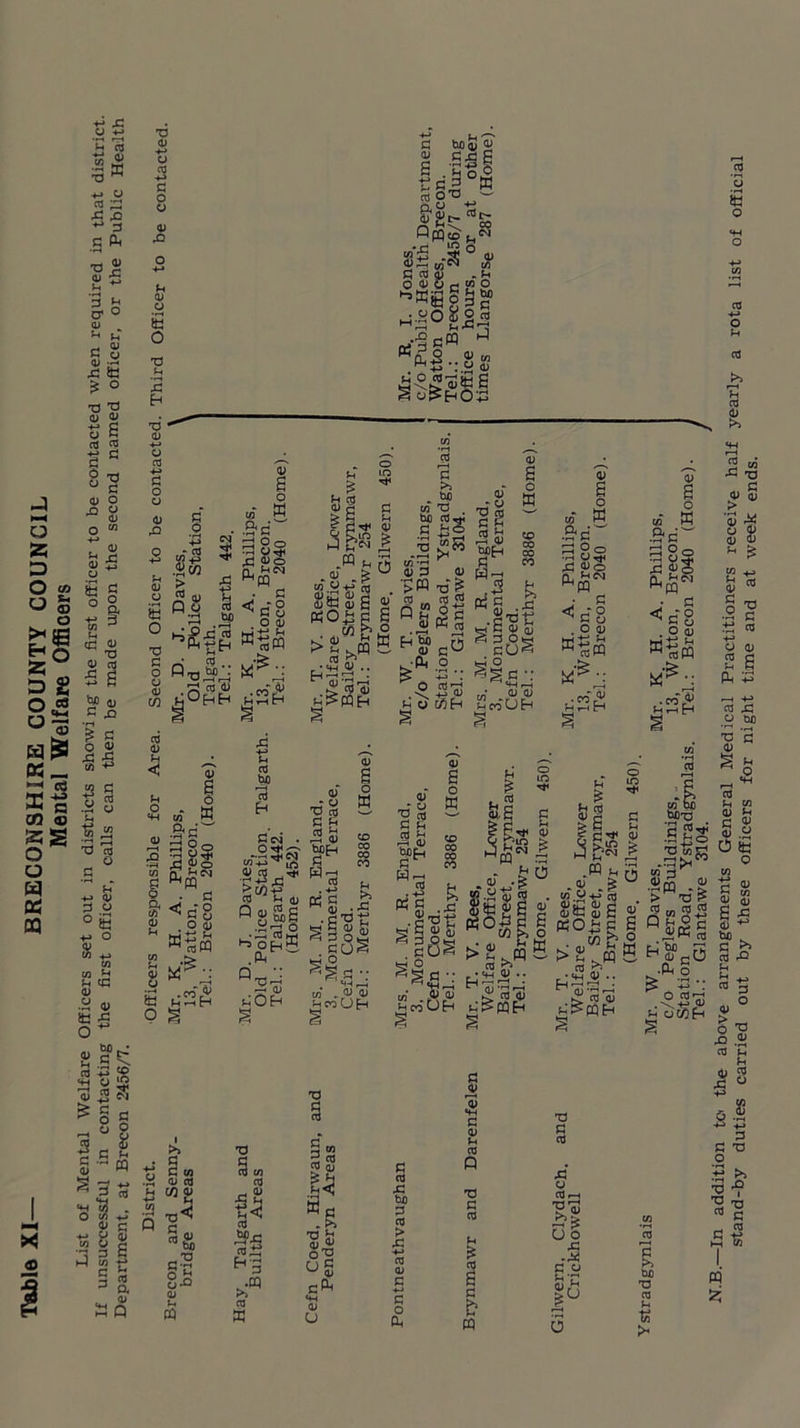 Table XI—
BRECONSHIRE COUNTY COUNCIL
Mental Welfare Officers
List of Mental Welfare Officers set out in districts showing the first officer to be contacted when required in that district.
If unsuccessful in contacting the first officer, calls can then be made upon the second named officer, or the Public Health
Department, at Brecon 2456/7.
District.
Officers responsible for Area.
Second Officer to be contacted.
Third Officer to be contacted.
Brecon and Senny-
bridge Areas
Mr. K. H. A. Phillips,
13, Watton, Brecon.
Tel.: Brecon 2040 (Home).
Mr. D. J. Davies,
Old Police Station,
Talgarth.
Tel.: Talgarth 442.
Hay, Talgarth and
Builth Areas
Mr. D. J. Davies,
Old Police Station, Talgarth.
Tel.: Talgarth 442.
(Home 452).
Mr. K. H. A. Phillips,
13, Watton, Brecon.
Tel.: Brecon 2040 (Home).
Cefn Coed, Hirwaun, and
Penderyn Areas
Mrs. M. M. R. England,
3, Monumental Terrace,
Cefn Coed.
Tel.: Merthyr 3886 (Home).
Mr. T. V. Rees,
Welfare Office, Lower
Bailey Street, Brynmawr,
Tel.: Brynmawr 254
(Home, Gilwern 450).
Pontneathvaughan
Mrs. M. M. R. England,
3, Monumental Terrace,
Cefn Coed.
Tel.: Merthyr 3886 (Home).
Mr. W. T. Davies,
c/o Peglers Buildings,
Station Road, Ystradgynlais.
Tel.: Glantawe 3104.
Brynmawr and Darenfelen
Mr. T. V. Rees,
Welfare Office, Lower
Bailey Street, Brynmawr.
Tel.: Brynmawr 254
(Home, Gilwern 450).
Mrs. M. M. R. England,
3, Monumental Terrace,
Cefn Coed.
Tel.: Merthyr 3886 (Home).
Gilwern, Clydach, and
Crickhowell
Mr. T. V. Rees,
Welfare Office, Lower
Bailey Street, Brynmawr,
Tel.: Brynmawr 254
(Home, Gilwern 450).
Mr. K. H. A. Phillips,
13, Watton, Brecon.
Tel.: Brecon 2040 (Home).
Ystradgynlais
Mr. W. T. Davies,
c/o Peglers Buildings,
Station Road, Ystradgynlais.
Tel.: Glantawe 3104.
Mr. K. H. A. Phillips,
13, Watton, Brecon.
Tel.: Brecon 2040 (Home).
Mr. R. I. Jones,
c/o Public Health Department,
Watton Offices, Brecon.
Tel.: Brecon 2456/7 during
Office hours, or at other
times Llangorse 287 (Home).
N.B.—In addition to the above arrangements General Medical Practitioners receive half yearly a rota list of official
stand-by duties carried out by these officers for night time and at week ends.